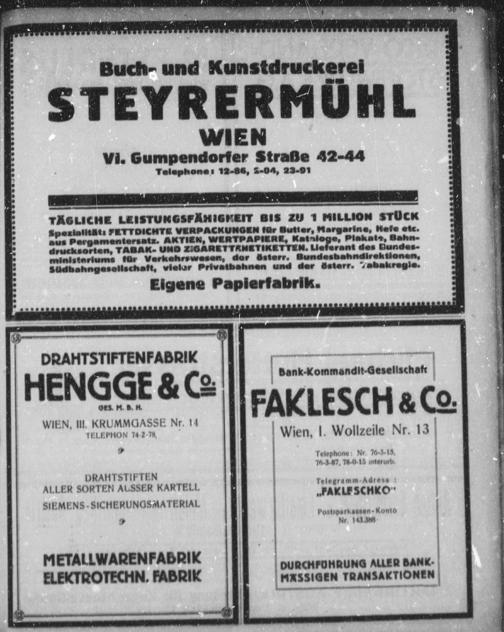 Buch- und Kunstdruckerei
STEYRERMÜHL
WIEN
VI. Gumpendorfer Straße 42-44
Telephone: 12-86, 2-04, 23-91
TÄGLICHE LEISTUNGSFÄHIGKEIT BIS ZU 1 MILLION STÜCK
Spezialität: FETTDICHTE VERPACKUNGEN für Butter, Margarine, Hefe etc.
aus Pergamentersatz. AKTIEN, WERTPAPIERE, Kataloge, Plakate, Bahn-
drucksorten, TABAK- UND ZIGARETTENETIKETTEN. Lieferant des Bundes-
ministeriums für Verkehrswesen, der österr. Bundesbahndirektionen,
Südbahngesellschaft, vieler Privatbahnen und der österr. Tabakregie.
Eigene Papierfabrik.
DRAHTSTIFTENFABRIK
HENGGE & Co.
GES. M. B. H.
WIEN, III. KRUMMGASSE Nr. 14
TELEPHON 74-2-78,
DRAHTSTIFTEN
ALLER SORTEN AUSSER KARTELL
SIEMENS-SICHERUNGSMATERIAL
METALLWARENFABRIK
ELEKTROTECHN. FABRIK
Bank-Kommandit-Gesellschaft
FAKLESCH & Co.
Wien, I. Wollzeile Nr. 13
Telephone: Nr. 76-3-15,
76-3-87, 78-0-15 interurb.
Telegramm-Adresse:
„FAKLESCHKO"
Postsparkassen-Konto
Nr. 143.388
DURCHFÜHRUNG ALLER BANK-
MÄSSIGEN TRANSAKTIONEN